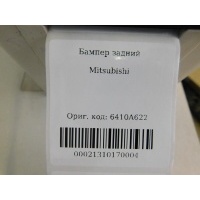 Бампер задний
Mitsubishi
Ориг. код: 6410A622
00021310170004